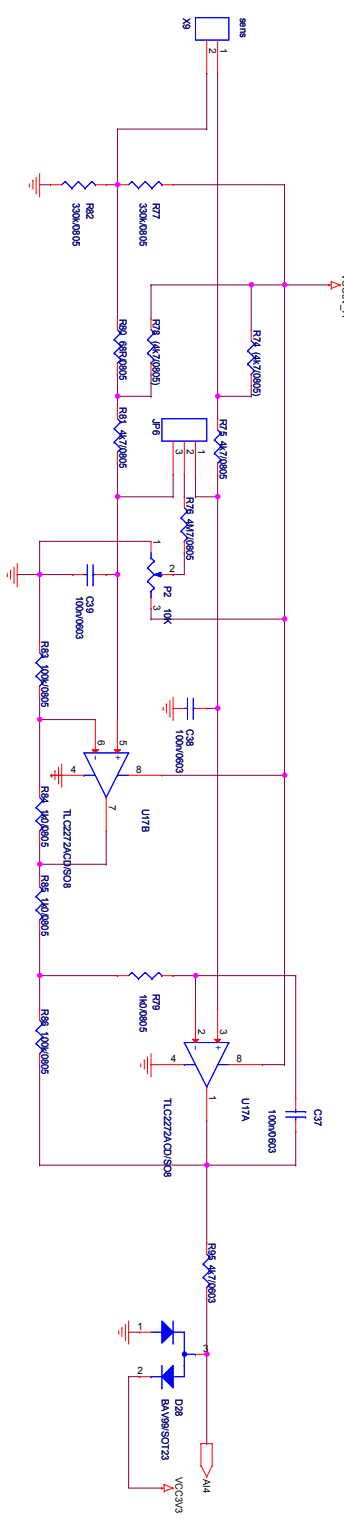 sens
X9
1
2
R82
330k/0805
R77
330k/0805
R80 68R/0805
R78 (4k7/0805)
R74 (4k7/0805)
R81 4k7/0805
JP6
3
2
1
R75 4k7/0805
R76 4M7/0805
1
2
3
P2
10K
C39
100n/0603
C38
100n/0603
R83 100k/0805
6
5
-
+
4
8
7
U17B
TLC2272ACD/SO8
R84 1k0/0805
R85 1k0/0805
R79
1k0/0805
R86 100k/0805
2
3
-
+
4
8
1
U17A
TLC2272ACD/SO8
C37
100n/0603
R95 4k7/0603
1
2
3
D28
BAV99/SOT23
AI4
VCC3V3